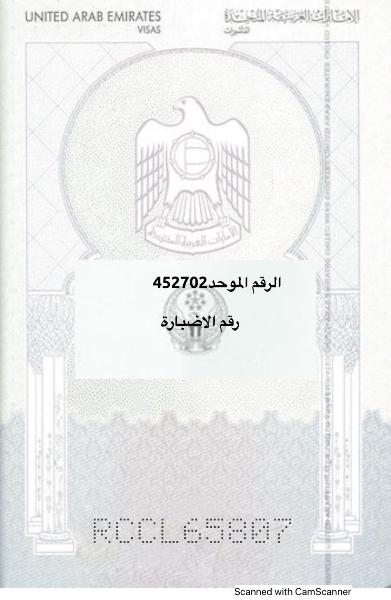 UNITED ARAB EMIRATES
VISAS
الإمارات العربية المتحدة
التأشيرات
الإمارات العربية المتحدة
الرقم الموحد452702
رقم الاضبارة
RCCL65807
Scanned with CamScanner